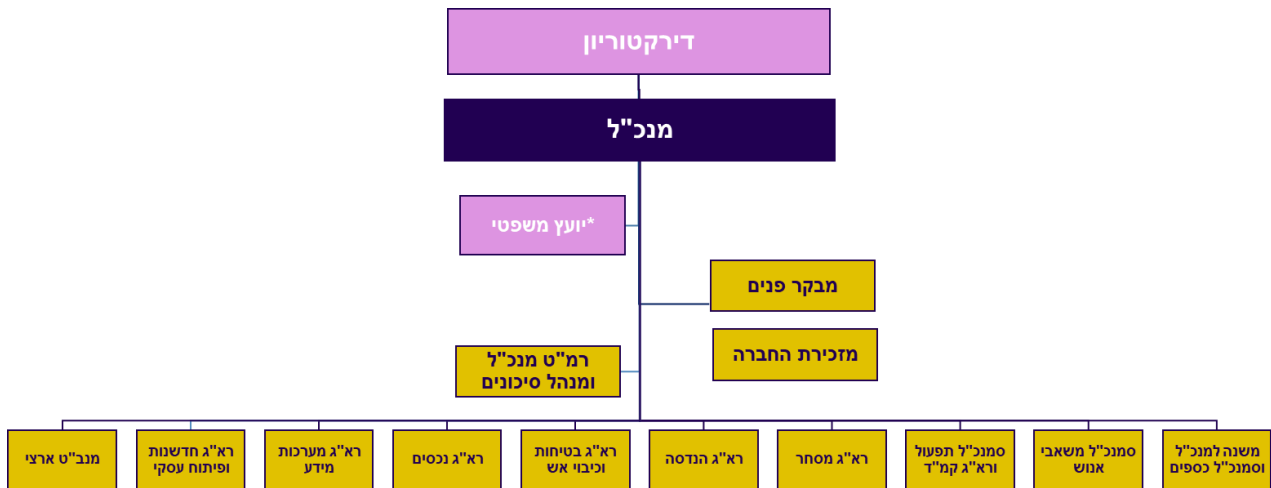 דירקטוריון
מנכ"ל
*יועץ משפטי
מבקר פנים
מזכירת החברה
רמ"ט מנכ"ל
ומנהל סיכונים
משנה למנכ"ל
וסמנכ"ל כספים
סמנכ"ל משאבי
אנוש
סמנכ"ל תפעול
ורא"ג קמ"ד
רא"ג מסחר
רא"ג הנדסה
רא"ג בטיחות
וכיבוי אש
רא"ג נכסים
רא"ג מערכות
מידע
רא"ג חדשנות
ופיתוח עסקי
מנב"ט ארצי